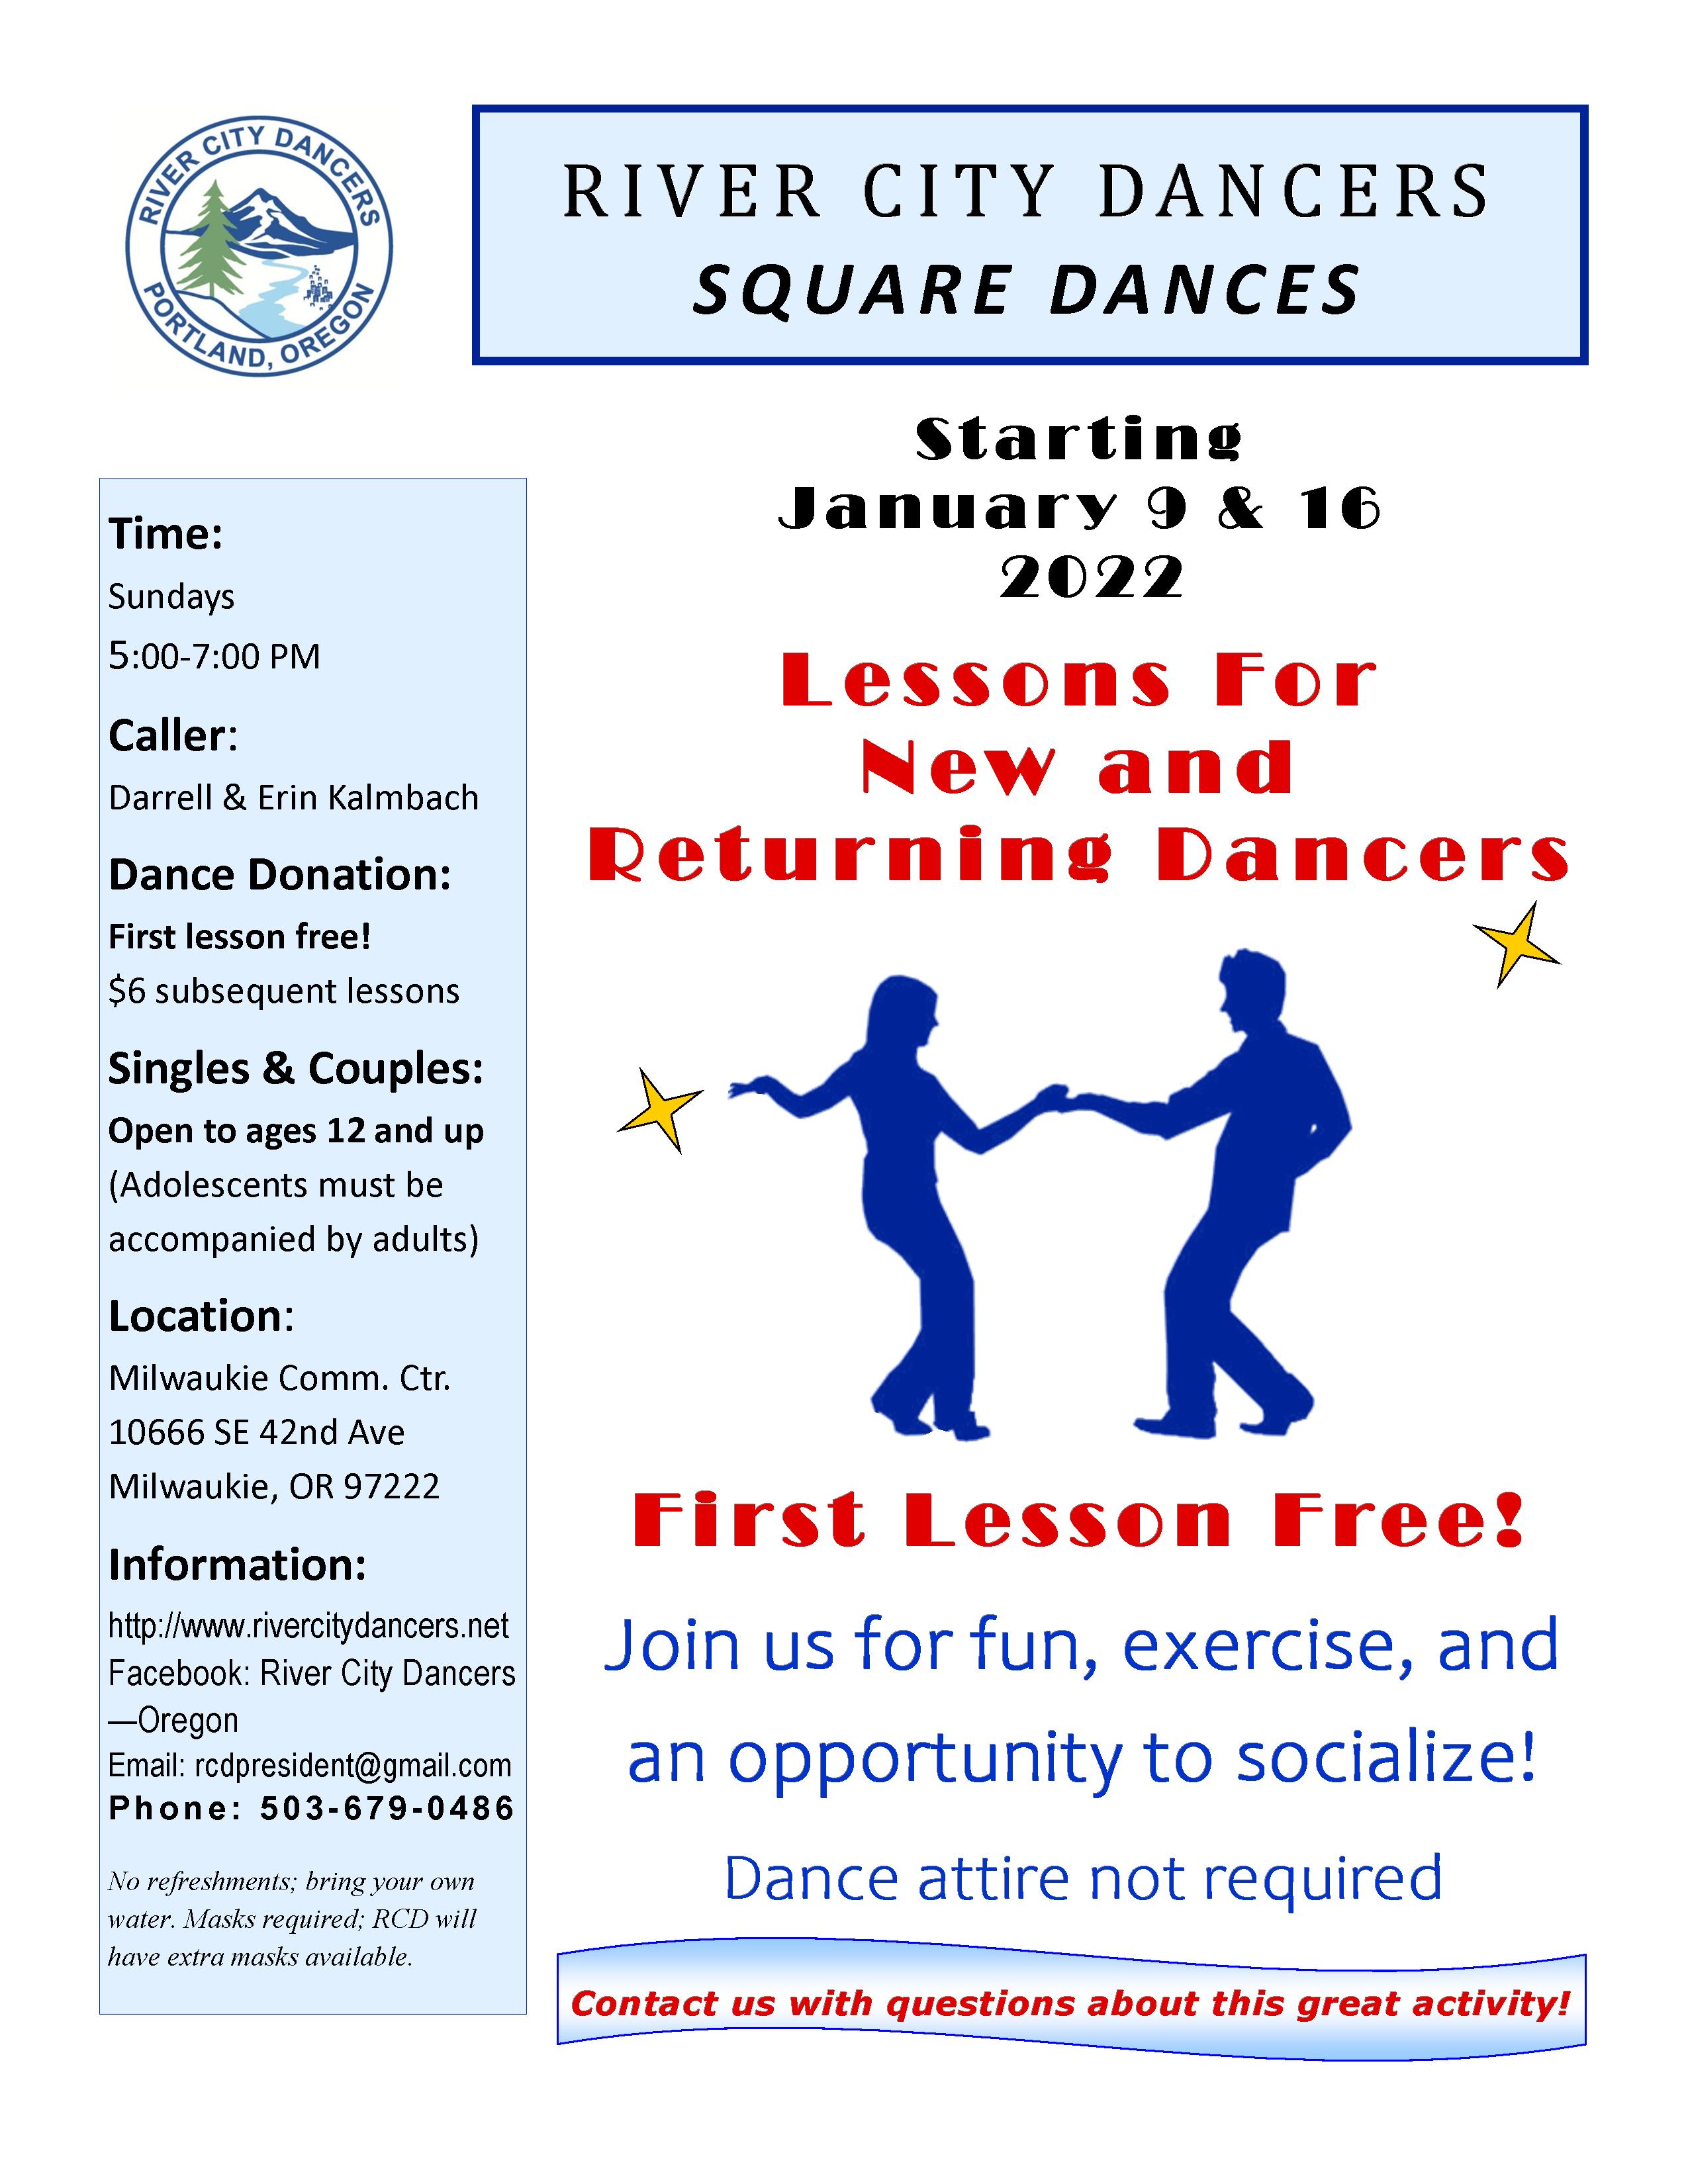 RIVER CITY DANCERS
PORTLAND, OREGON
RIVER CITY DANCERS
SQUARE DANCES
Time:
Sundays
5:00-7:00 PM
Caller:
Darrell & Erin Kalmbach
Dance Donation:
First lesson free!
$6 subsequent lessons
Singles & Couples:
Open to ages 12 and up
(Adolescents must be
accompanied by adults)
Location:
Milwaukie Comm. Ctr.
10666 SE 42nd Ave
Milwaukie, OR 97222
Information:
http://www.rivercitydancers.net
Facebook: River City Dancers
—Oregon
Email: rcdpresident@gmail.com
Phone: 503-679-0486
No refreshments; bring your own
water. Masks required; RCD will
have extra masks available.
Starting
January 9 & 16
2022
Lessons For
New and
Returning Dancers
First Lesson Free!
Join us for fun, exercise, and
an opportunity to socialize!
Dance attire not required
Contact us with questions about this great activity!